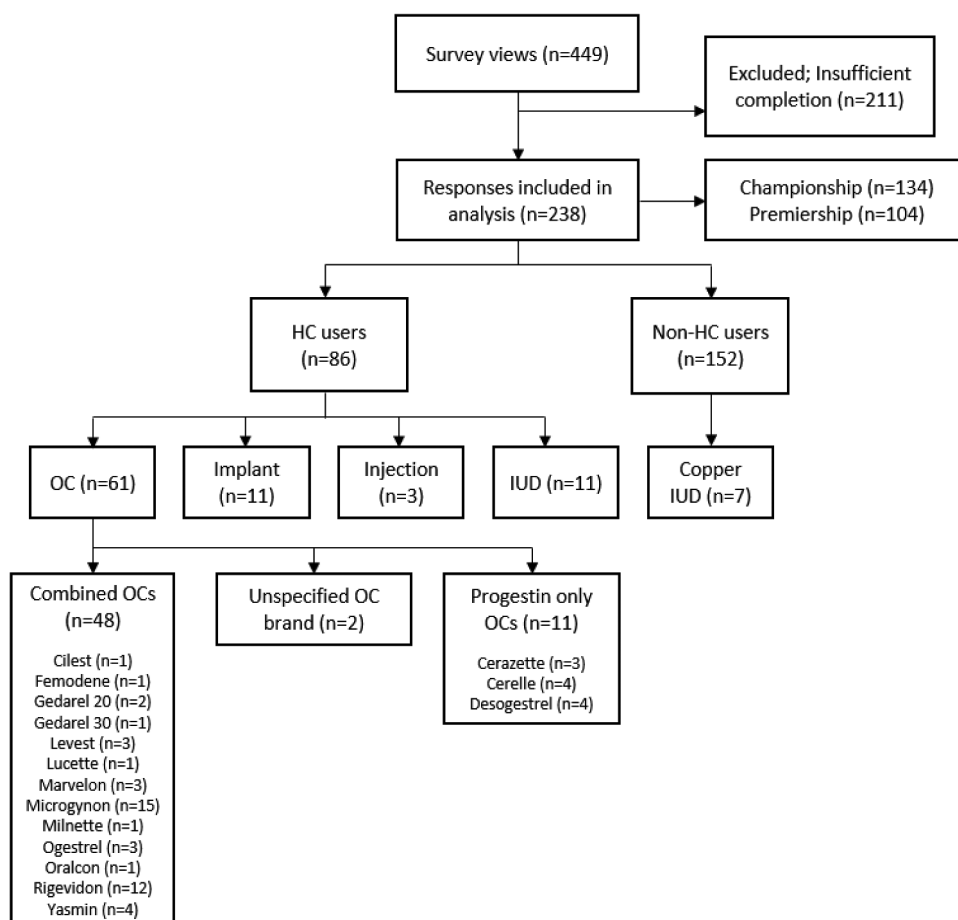 Survey views (n=449)
Excluded; Insufficient
completion (n=211)
Responses included in
analysis (n=238)
Championship (n=134)
Premiership (n=104)
HC users
(n=86)
Non-HC users
(n=152)
OC (n=61)
Implant
(n=11)
Injection
(n=3)
IUD (n=11)
Copper
IUD (n=7)
Combined OCs
(n=48)
Cilest (n=1)
Femodene (n=1)
Gedarel 20 (n=2)
Gedarel 30 (n=1)
Levest (n=3)
Lucette (n=1)
Marvelon (n=3)
Microgynon (n=15)
Milnette (n=1)
Ogestrel (n=3)
Oralcon (n=1)
Rigevidon (n=12)
Yasmin (n=4)
Unspecified OC
brand (n=2)
Progestin only
OCs (n=11)
Cerazette (n=3)
Cerelle (n=4)
Desogestrel (n=4)